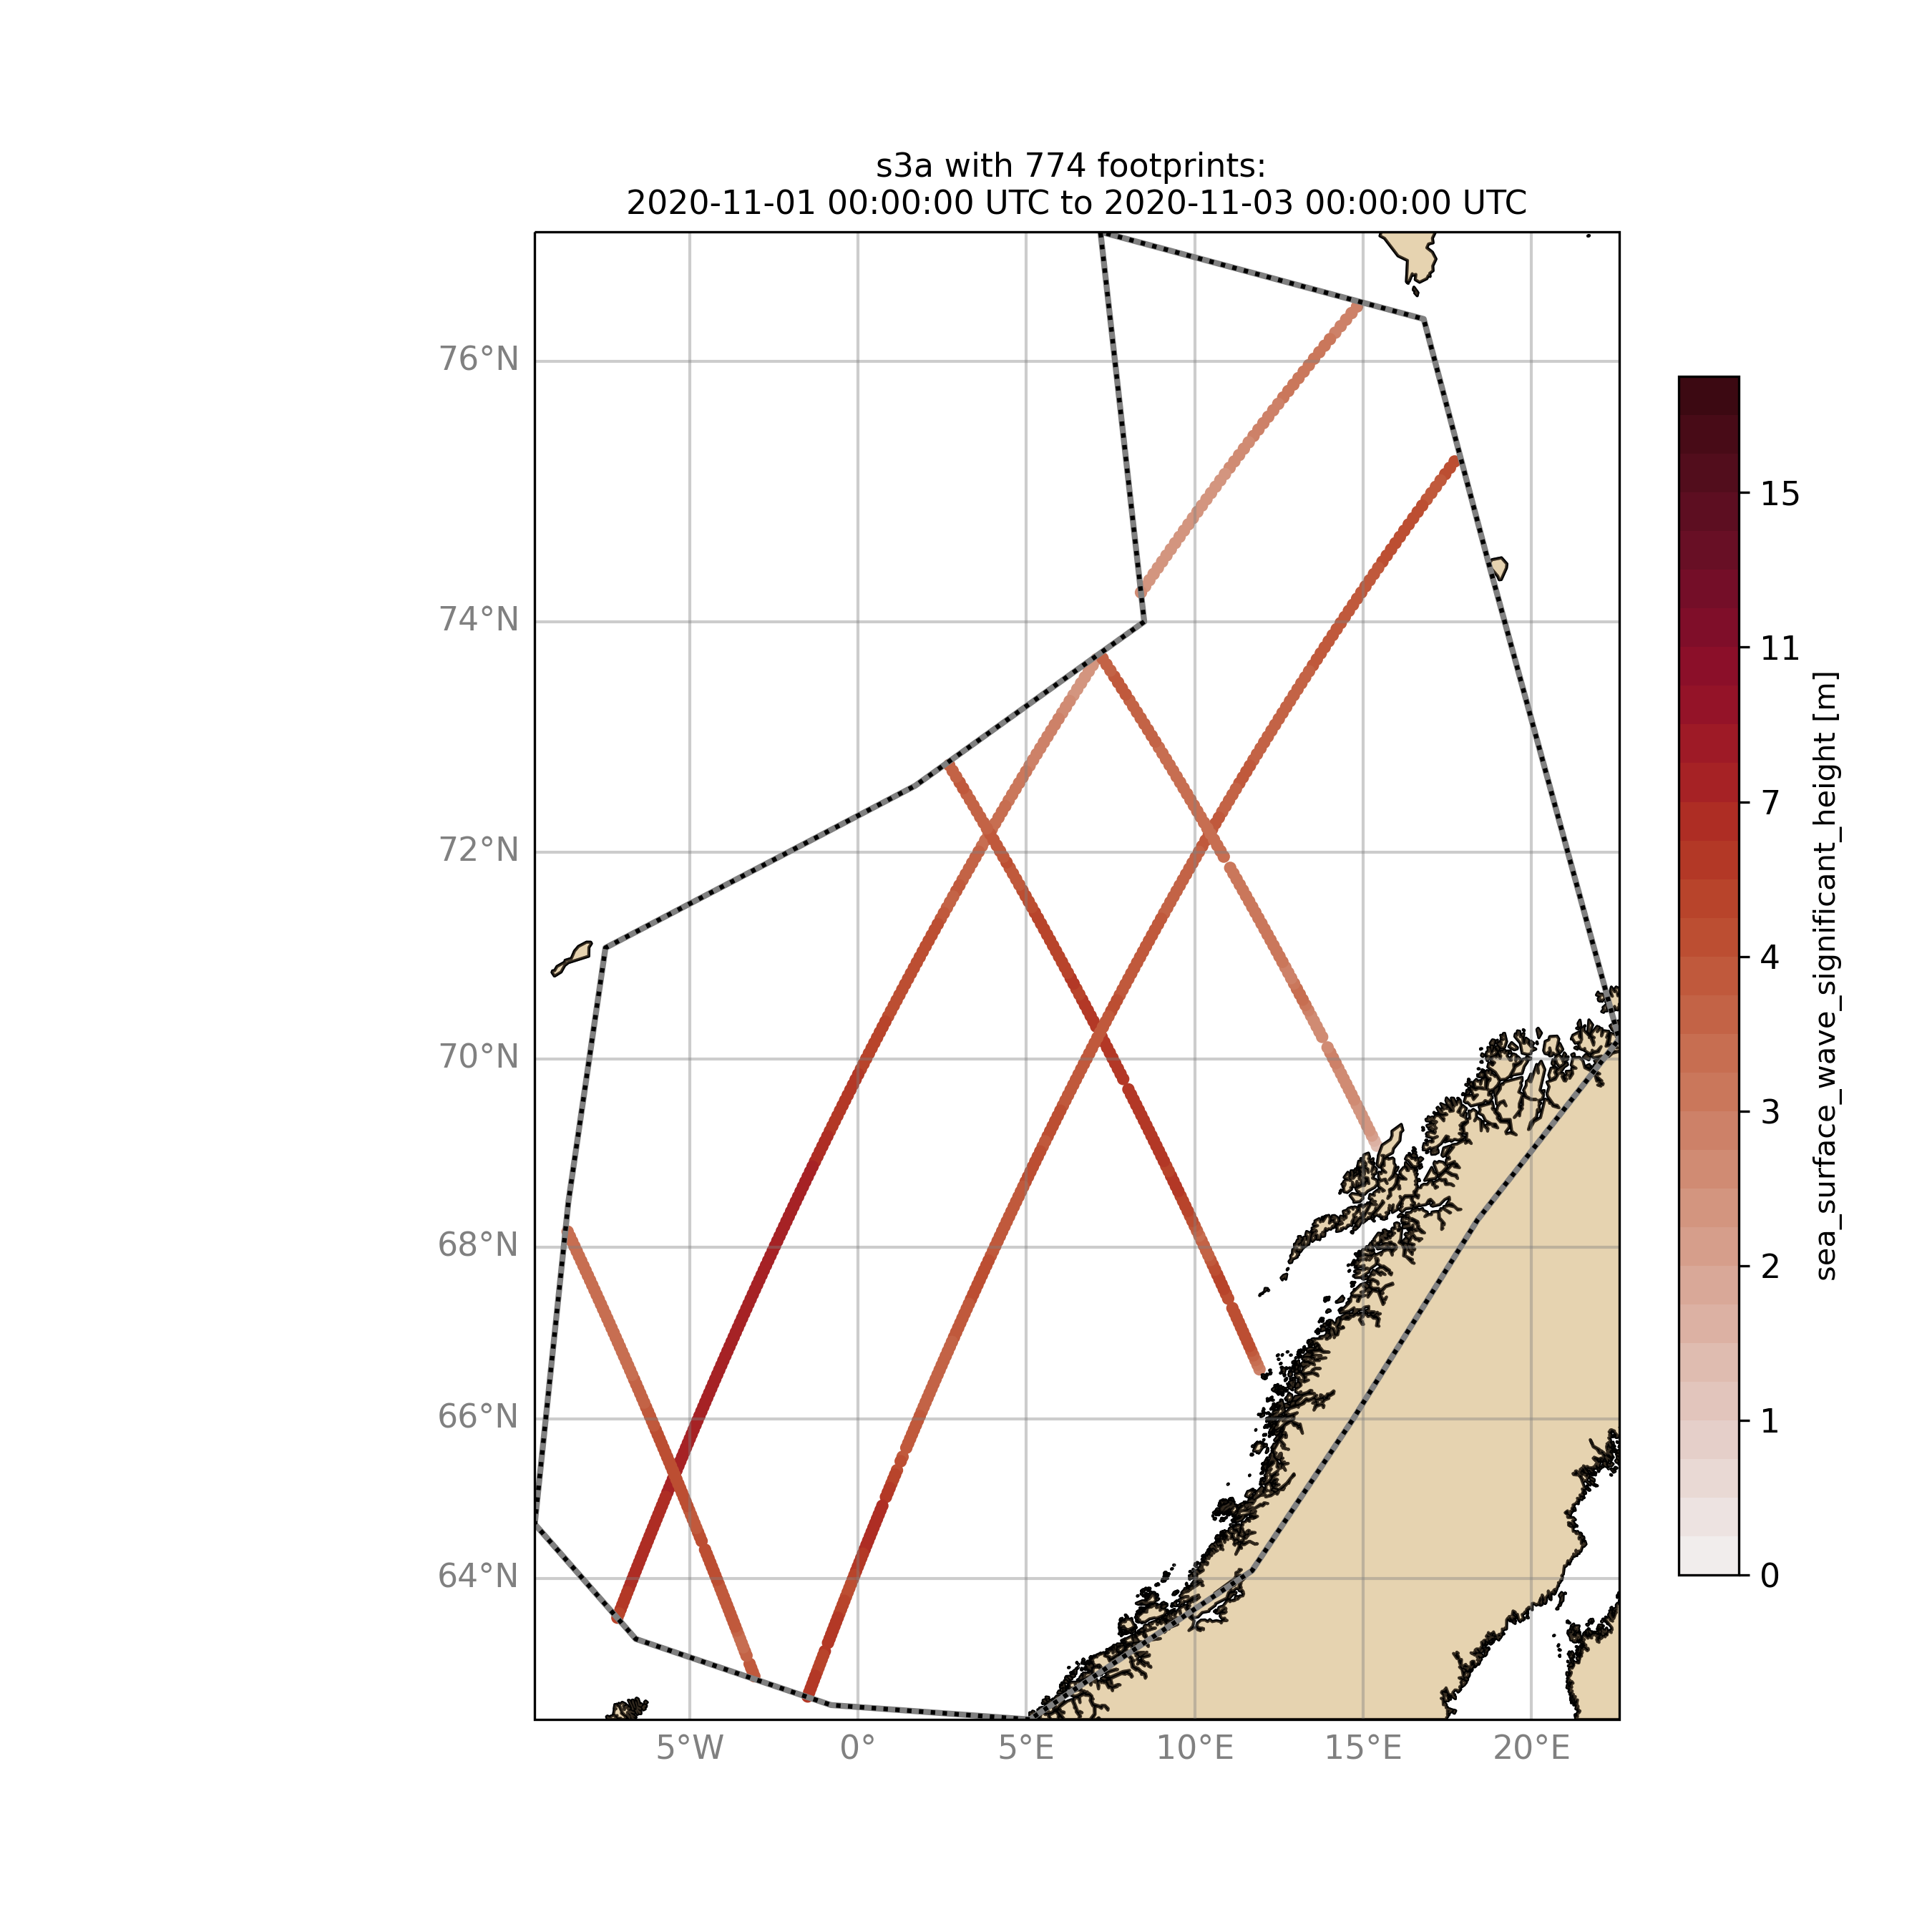 s3a with 774 footprints:
2020-11-01 00:00:00 UTC to 2020-11-03 00:00:00 UTC
76°N
74°N
72°N
70°N
68°N
66°N
64°N
5°W
0°
5°E
10°E
15°E
20°E
15
11
7
4
3
2
1
0
sea_surface_wave_significant_height [m]